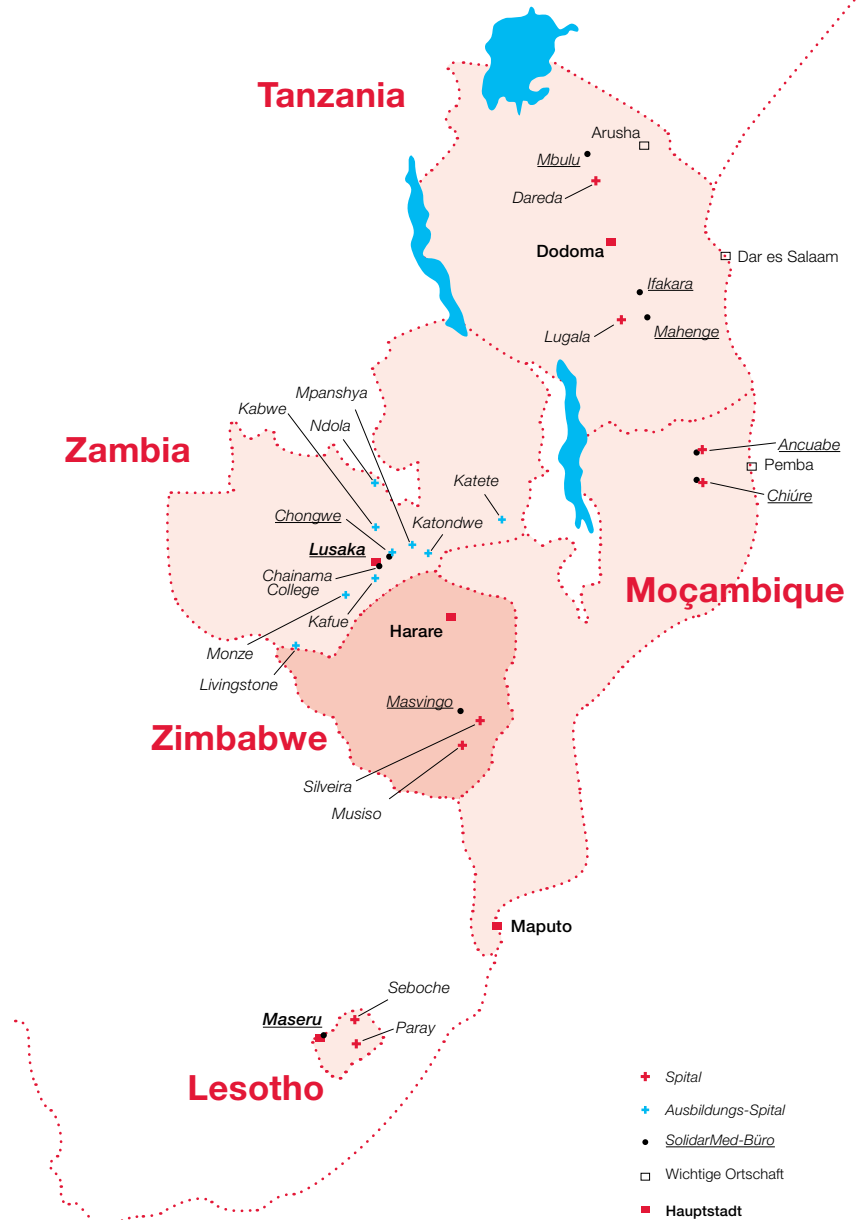 Tanzania
Arusha
Mbulu
Dareda
Dodoma
Dar es Salaam
Ifakara
Lugala
Mahenge
Mpanshya
Kabwe
Ndola
Zambia
Ancuabe
Pemba
Katete
Chiúre
Chongwe
Katondwe
Lusaka
Chainama
College
Moçambique
Kafue
Harare
Monze
Livingstone
Masvingo
Zimbabwe
Silveira
Musiso
Maputo
Seboche
Maseru
Paray
Lesotho
Spital
Ausbildungs-Spital
SolidarMed-Büro
Wichtige Ortschaft
Hauptstadt